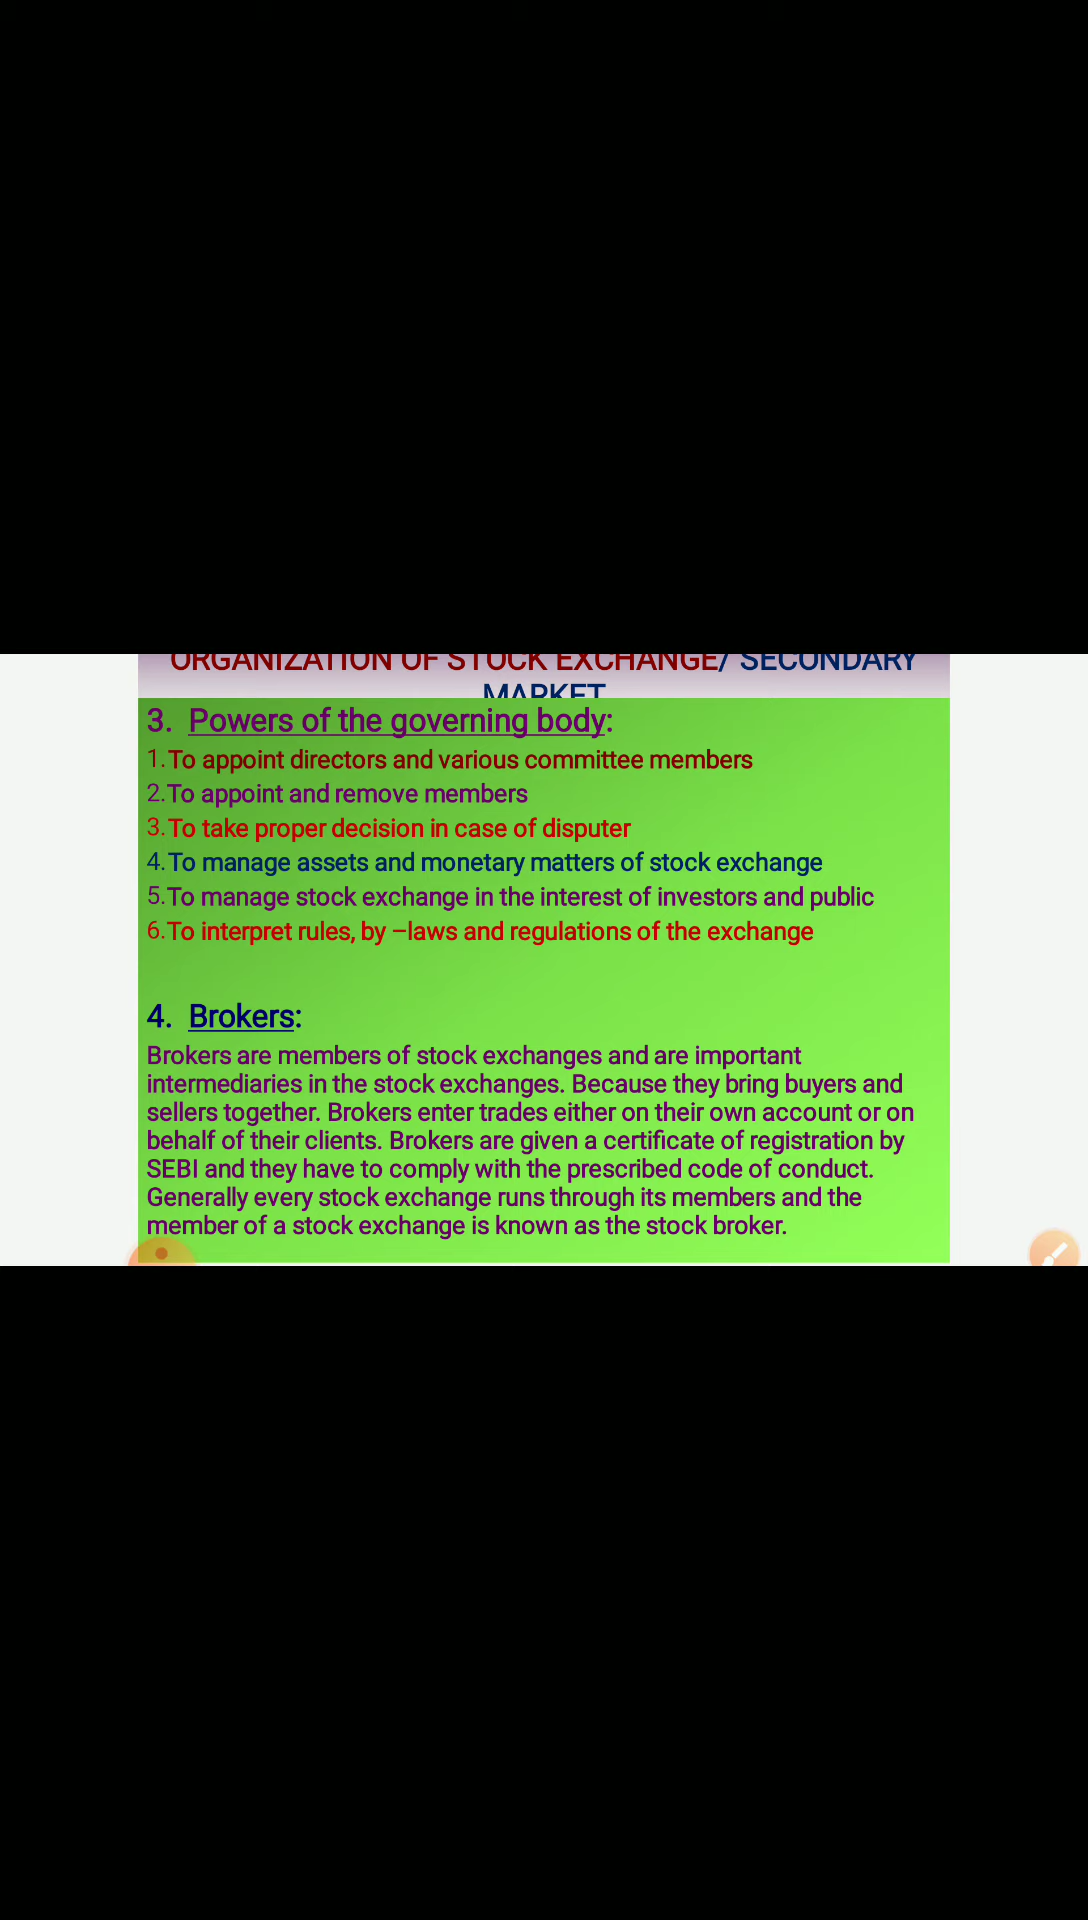 ORGANIZATION OF STOCK EXCHANGE/ SECONDARY
MARKET
3. Powers of the governing body:
1. To appoint directors and various committee members
2. To appoint and remove members
3. To take proper decision in case of disputer
4. To manage assets and monetary matters of stock exchange
5. To manage stock exchange in the interest of investors and public
6. To interpret rules, by –laws and regulations of the exchange
4. Brokers:
Brokers are members of stock exchanges and are important
intermediaries in the stock exchanges. Because they bring buyers and
sellers together. Brokers enter trades either on their own account or on
behalf of their clients. Brokers are given a certificate of registration by
SEBI and they have to comply with the prescribed code of conduct.
Generally every stock exchange runs through its members and the
member of a stock exchange is known as the stock broker.